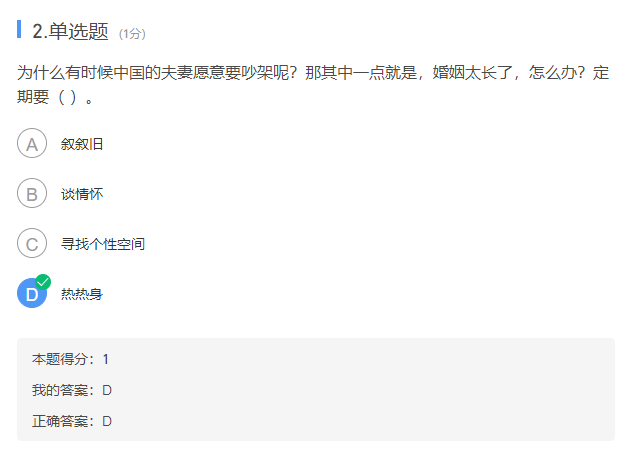 2.单选题 (1分)
为什么有时候中国的夫妻愿意要吵架呢？那其中一点就是，婚姻太长了，怎么办？定
期要（ ）。
A 叙叙旧
B 谈情怀
C 寻找个性空间
D 热热身
本题得分：1
我的答案：D
正确答案：D